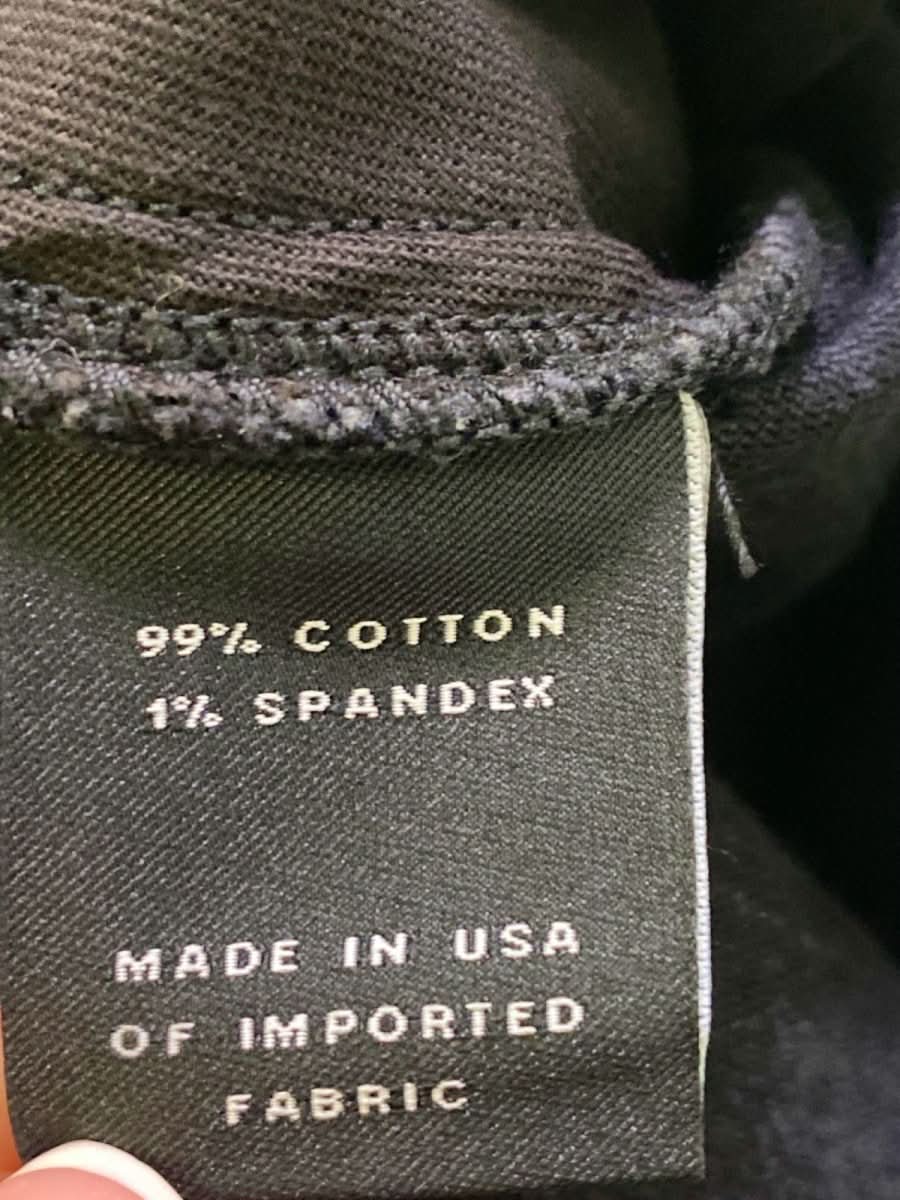 99% COTTON
1% SPANDEX
MADE IN USA
OF IMPORTED
FABRIC